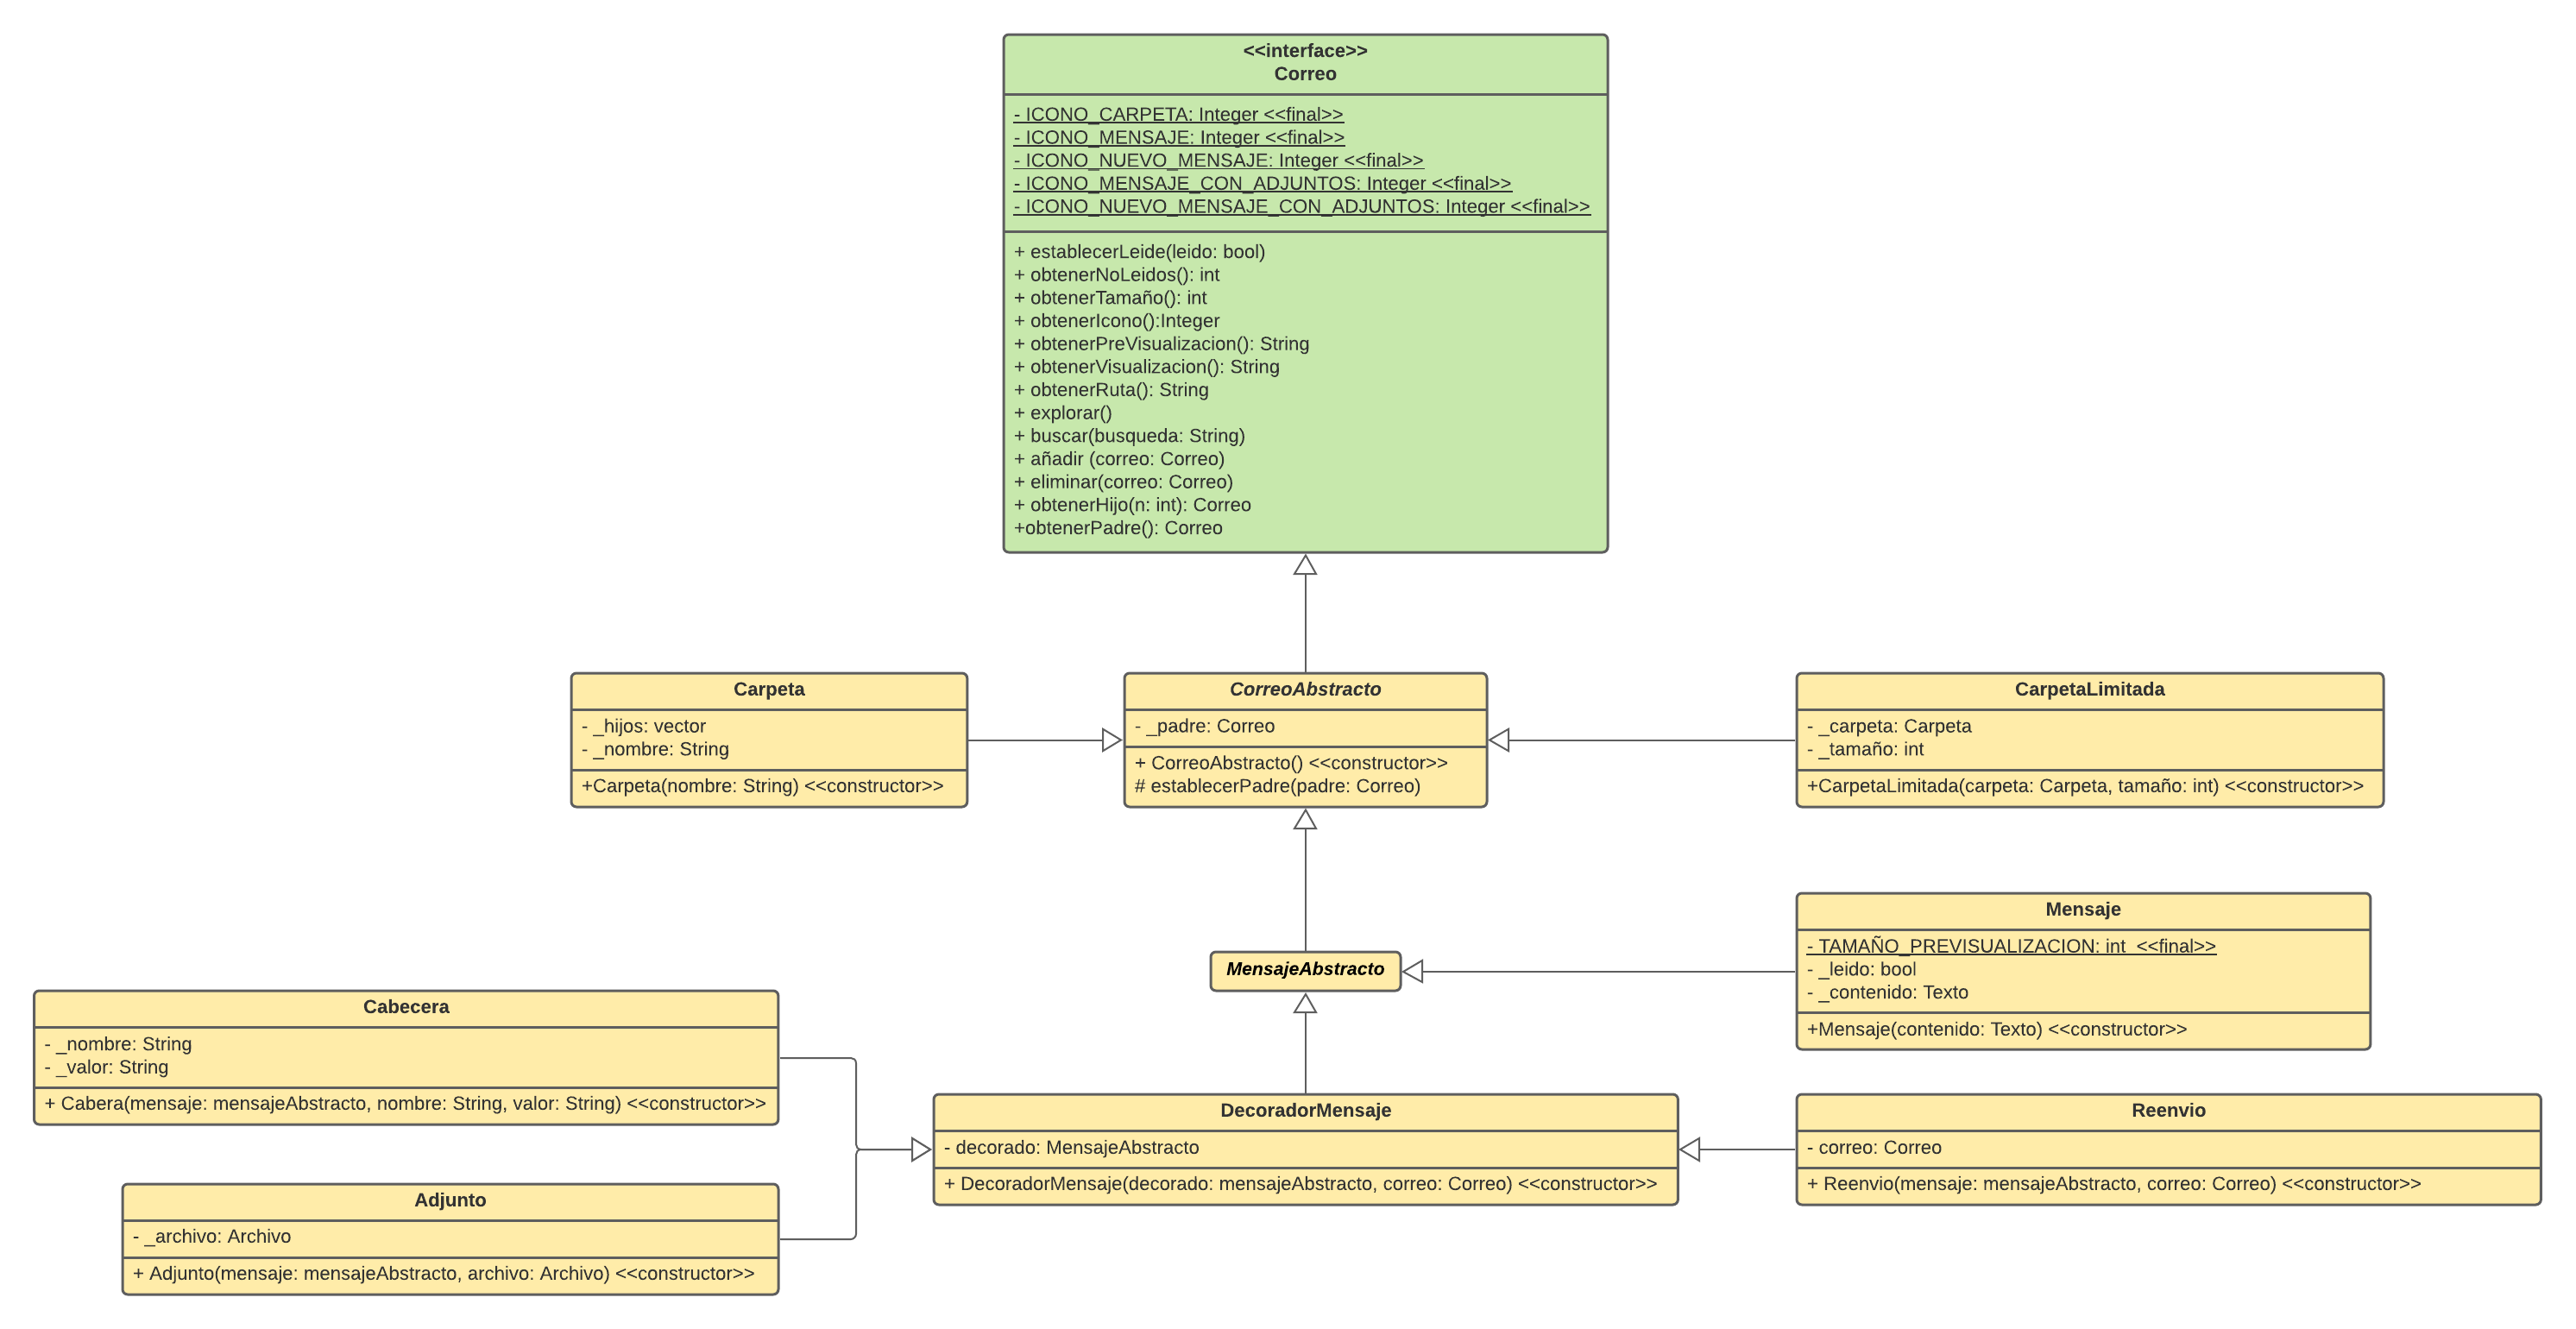 <<interface>>
Correo
- ICONO_CARPETA: Integer <<final>>
- ICONO_MENSAJE: Integer <<final>>
- ICONO_NUEVO_MENSAJE: Integer <<final>>
- ICONO_MENSAJE_CON_ADJUNTOS: Integer <<final>>
- ICONO_NUEVO_MENSAJE_CON_ADJUNTOS: Integer <<final>>
+ establecerLeide(leido: bool)
+ obtenerNoLeidos(): int
+ obtenerTamaño(): int
+ obtenerIcono():Integer
+ obtenerPreVisualizacion(): String
+ obtenerVisualizacion(): String
+ obtenerRuta(): String
+ explorar()
+ buscar(busqueda: String)
+ añadir (correo: Correo)
+ eliminar(correo: Correo)
+ obtenerHijo(n: int): Correo
+obtenerPadre(): Correo
Carpeta
- _hijos: vector
- _nombre: String
+Carpeta(nombre: String) <<constructor>>
CorreoAbstracto
- _padre: Correo
+ CorreoAbstracto() <<constructor>>
# establecerPadre(padre: Correo)
CarpetaLimitada
- _carpeta: Carpeta
- _tamaño: int
+CarpetaLimitada(carpeta: Carpeta, tamaño: int) <<constructor>>
MensajeAbstracto
Mensaje
- TAMAÑO_PREVISUALIZACION: int  <<final>>
- _leido: bool
- _contenido: Texto
+Mensaje(contenido: Texto) <<constructor>>
Cabecera
- _nombre: String
- _valor: String
+ Cabera(mensaje: mensajeAbstracto, nombre: String, valor: String) <<constructor>>
DecoradorMensaje
- decorado: MensajeAbstracto
+ DecoradorMensaje(decorado: mensajeAbstracto, correo: Correo) <<constructor>>
Reenvio
- correo: Correo
+ Reenvio(mensaje: mensajeAbstracto, correo: Correo) <<constructor>>
Adjunto
- _archivo: Archivo
+ Adjunto(mensaje: mensajeAbstracto, archivo: Archivo) <<constructor>>